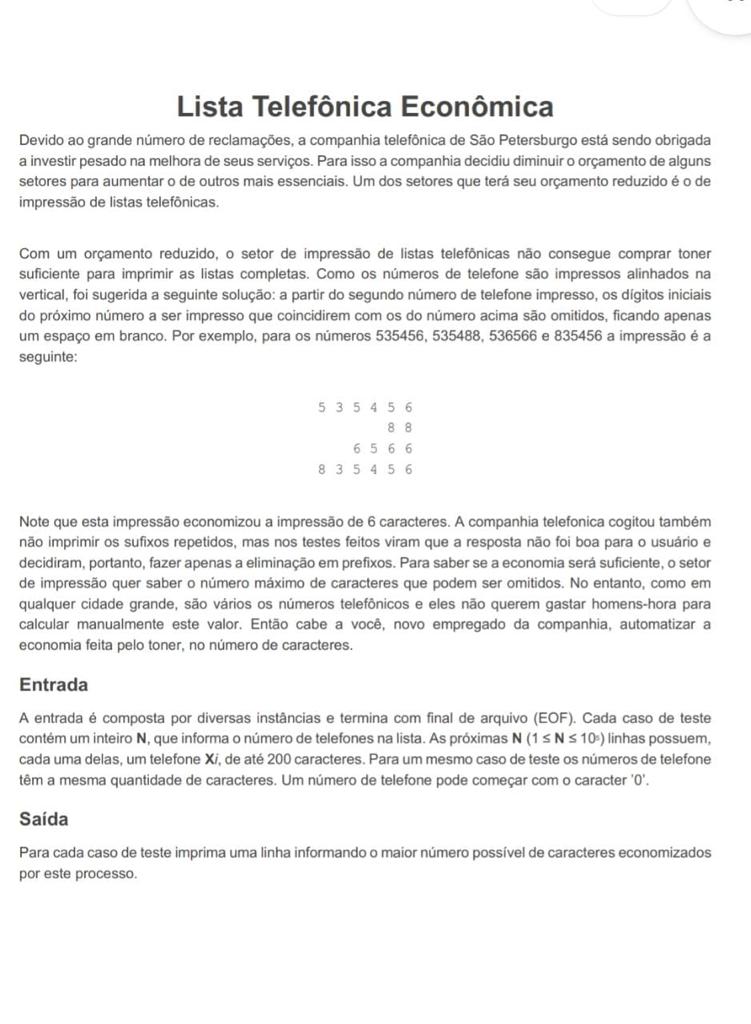 Lista Telefônica Econômica
Devido ao grande número de reclamações, a companhia telefônica de São Petersburgo está sendo obrigada
a investir pesado na melhora de seus serviços. Para isso a companhia decidiu diminuir o orçamento de alguns
setores para aumentar o de outros mais essenciais. Um dos setores que terá seu orçamento reduzido é o de
impressão de listas telefônicas.
Com um orçamento reduzido, o setor de impressão de listas telefônicas não consegue comprar toner
suficiente para imprimir as listas completas. Como os números de telefone são impressos alinhados na
vertical, foi sugerida a seguinte solução: a partir do segundo número de telefone impresso, os dígitos iniciais
do próximo número a ser impresso que coincidirem com os do número acima são omitidos, ficando apenas
um espaço em branco. Por exemplo, para os números 535456, 535488, 536566 e 835456 a impressão é a
seguinte:
5 3 5 4 5 6
8 8
6 5 6 6
8 3 5 4 5 6
Note que esta impressão economizou a impressão de 6 caracteres. A companhia telefonica cogitou também
não imprimir os sufixos repetidos, mas nos testes feitos viram que a resposta não foi boa para o usuário e
decidiram, portanto, fazer apenas a eliminação em prefixos. Para saber se a economia será suficiente, o setor
de impressão quer saber o número máximo de caracteres que podem ser omitidos. No entanto, como em
qualquer cidade grande, são vários os números telefônicos e eles não querem gastar homens-hora para
calcular manualmente este valor. Então cabe a você, novo empregado da companhia, automatizar a
economia feita pelo toner, no número de caracteres.
Entrada
A entrada é composta por diversas instâncias e termina com final de arquivo (EOF). Cada caso de teste
contém um inteiro N, que informa o número de telefones na lista. As próximas N (1 ≤ N ≤ 10⁵) linhas possuem,
cada uma delas, um telefone Xi, de até 200 caracteres. Para um mesmo caso de teste os números de telefone
têm a mesma quantidade de caracteres. Um número de telefone pode começar com o caracter '0'.
Saída
Para cada caso de teste imprima uma linha informando o maior número possível de caracteres economizados
por este processo.